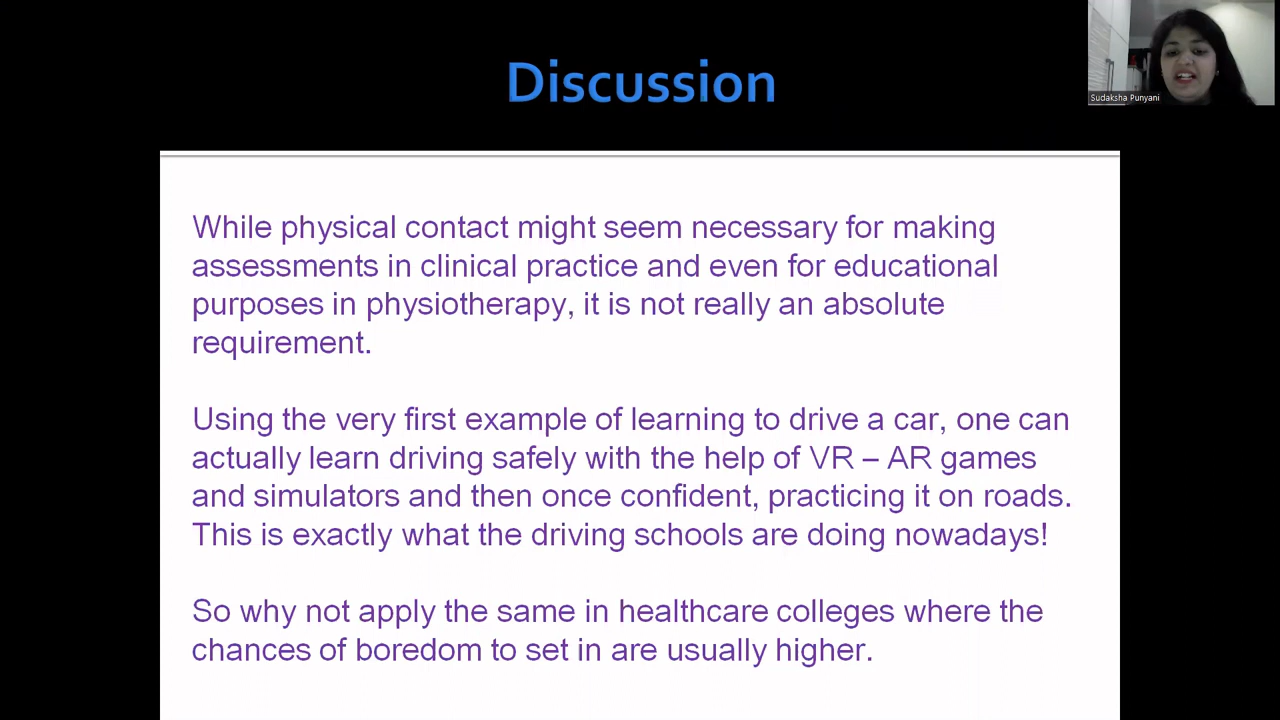 Discussion
Sudaksha Punyani
While physical contact might seem necessary for making
assessments in clinical practice and even for educational
purposes in physiotherapy, it is not really an absolute
requirement.
Using the very first example of learning to drive a car, one can
actually learn driving safely with the help of VR – AR games
and simulators and then once confident, practicing it on roads.
This is exactly what the driving schools are doing nowadays!
So why not apply the same in healthcare colleges where the
chances of boredom to set in are usually higher.